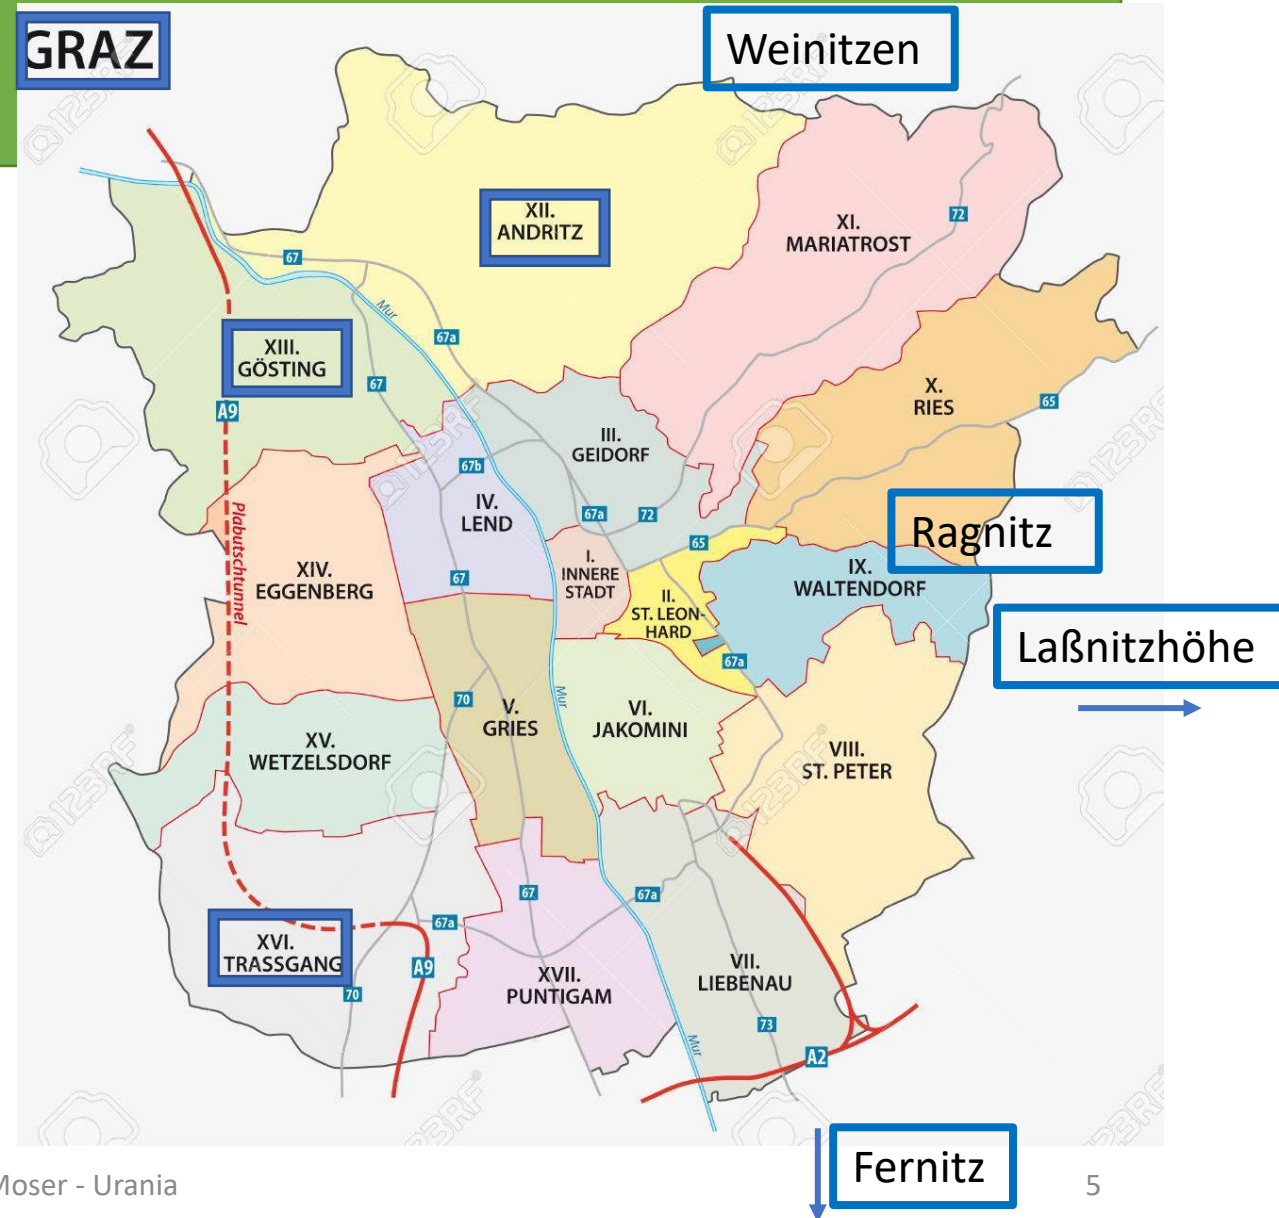 GRAZ
Weinitzen
XII.
ANDRITZ
XI.
MARIATROST
72
67
Mur
67a
XIII.
GÖSTING
67
A9
X.
RIES
65
III.
GEIDORF
67b
IV.
LEND
67a
72
65
Ragnitz
Plabutschtunnel
XIV.
EGGENBERG
67
I.
INNERE
STADT
II.
ST. LEON-
HARD
IX.
WALTENDORF
67a
Laßnitzhöhe
70
V.
GRIES
Mur
VI.
JAKOMINI
XV.
WETZELSDORF
VIII.
ST. PETER
67
67a
67a
XVI.
TRASSGANG
A9
70
XVII.
PUNTIGAM
VII.
LIEBENAU
73
Mur
A2
Fernitz
Moser - Urania
5
123RF